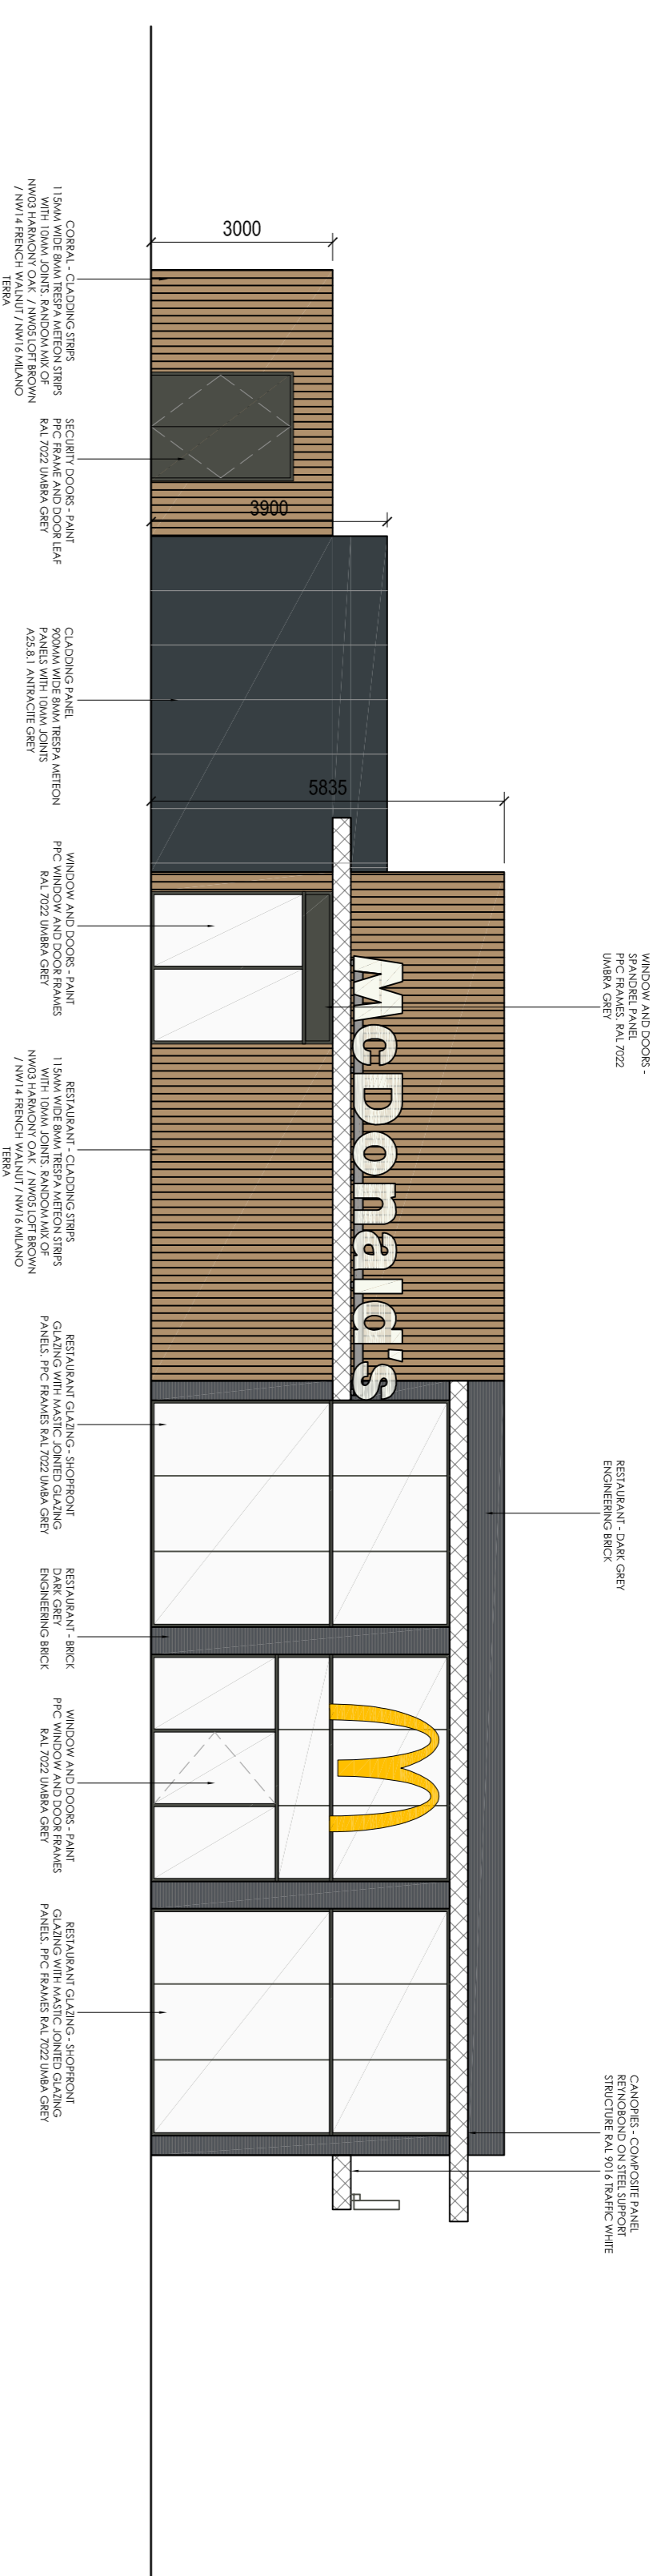 WINDOW AND DOORS -
SPANDREL PANEL
PPC FRAMES. RAL 7022
UMBRA GREY
RESTAURANT - DARK GREY
ENGINEERING BRICK
CANOPIES - COMPOSITE PANEL
REYNOBOND ON STEEL SUPPORT
STRUCTURE RAL 9016 TRAFFIC WHITE
3000
3900
5835
McDonald's
CORRAL - CLADDING STRIPS
115MM WIDE 8MM TRESPA METEON STRIPS
WITH 10MM JOINTS. RANDOM MIX OF
NW03 HARMONY OAK / NW05 LOFT BROWN
/ NW14 FRENCH WALNUT / NW16 MILANO
TERRA
SECURITY DOORS - PAINT
PPC FRAME AND DOOR LEAF
RAL 7022 UMBRA GREY
CLADDING PANEL
900MM WIDE 8MM TRESPA METEON
PANELS WITH 10MM JOINTS
A25.8.1 ANTRACITE GREY
WINDOW AND DOORS - PAINT
PPC WINDOW AND DOOR FRAMES
RAL 7022 UMBRA GREY
RESTAURANT - CLADDING STRIPS
115MM WIDE 8MM TRESPA METEON STRIPS
WITH 10MM JOINTS. RANDOM MIX OF
NW03 HARMONY OAK / NW05 LOFT BROWN
/ NW14 FRENCH WALNUT / NW16 MILANO
TERRA
RESTAURANT GLAZING - SHOPFRONT
GLAZING WITH MASTIC JOINTED GLAZING
PANELS. PPC FRAMES RAL 7022 UMBA GREY
RESTAURANT - BRICK
DARK GREY
ENGINEERING BRICK
WINDOW AND DOORS - PAINT
PPC WINDOW AND DOOR FRAMES
RAL 7022 UMBRA GREY
RESTAURANT GLAZING - SHOPFRONT
GLAZING WITH MASTIC JOINTED GLAZING
PANELS. PPC FRAMES RAL 7022 UMBA GREY